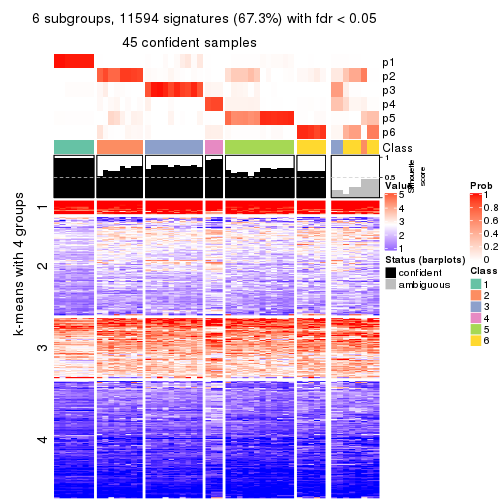 6 subgroups, 11594 signatures (67.3%) with fdr < 0.05
45 confident samples
p1
p2
p3
p4
p5
p6
Class
1
0.5
0
Silhouette
score
k-means with 4 groups
1
2
3
4
Value
5
4
3
2
1
Status (barplots)
confident
ambiguous
Prob
1
0.8
0.6
0.4
0.2
0
Class
1
2
3
4
5
6